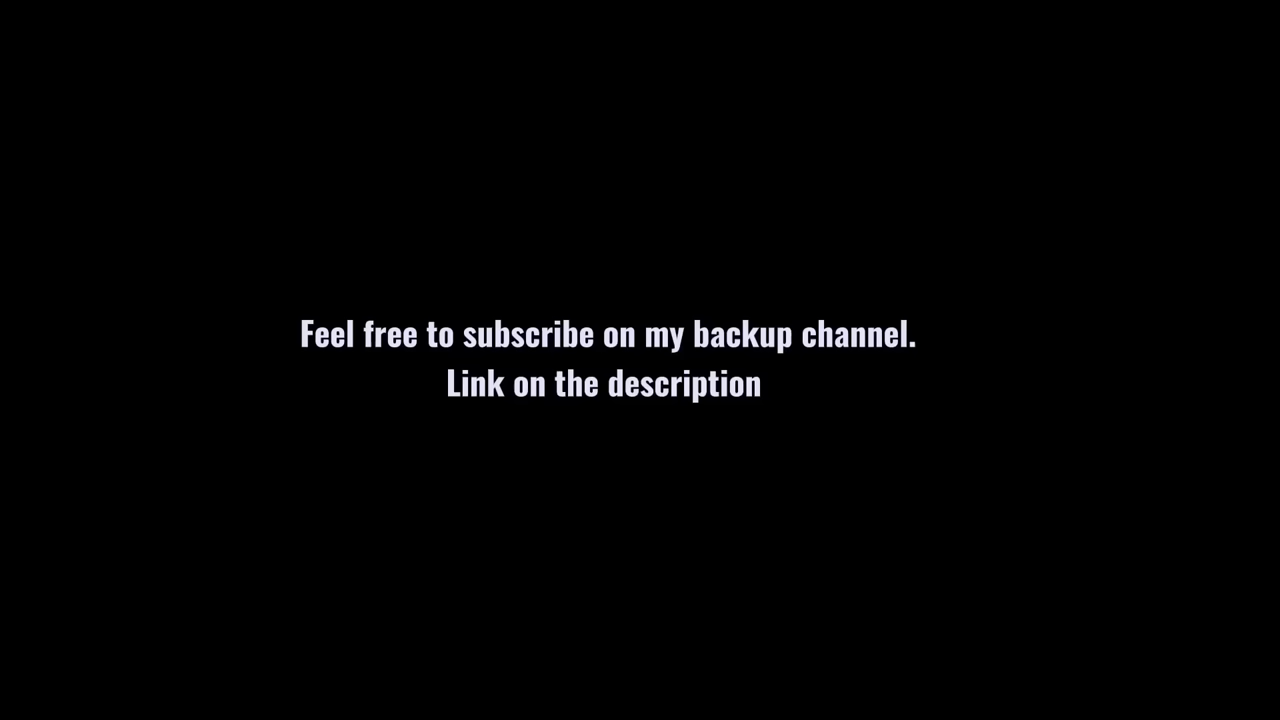 Feel free to subscribe on my backup channel.
Link on the description